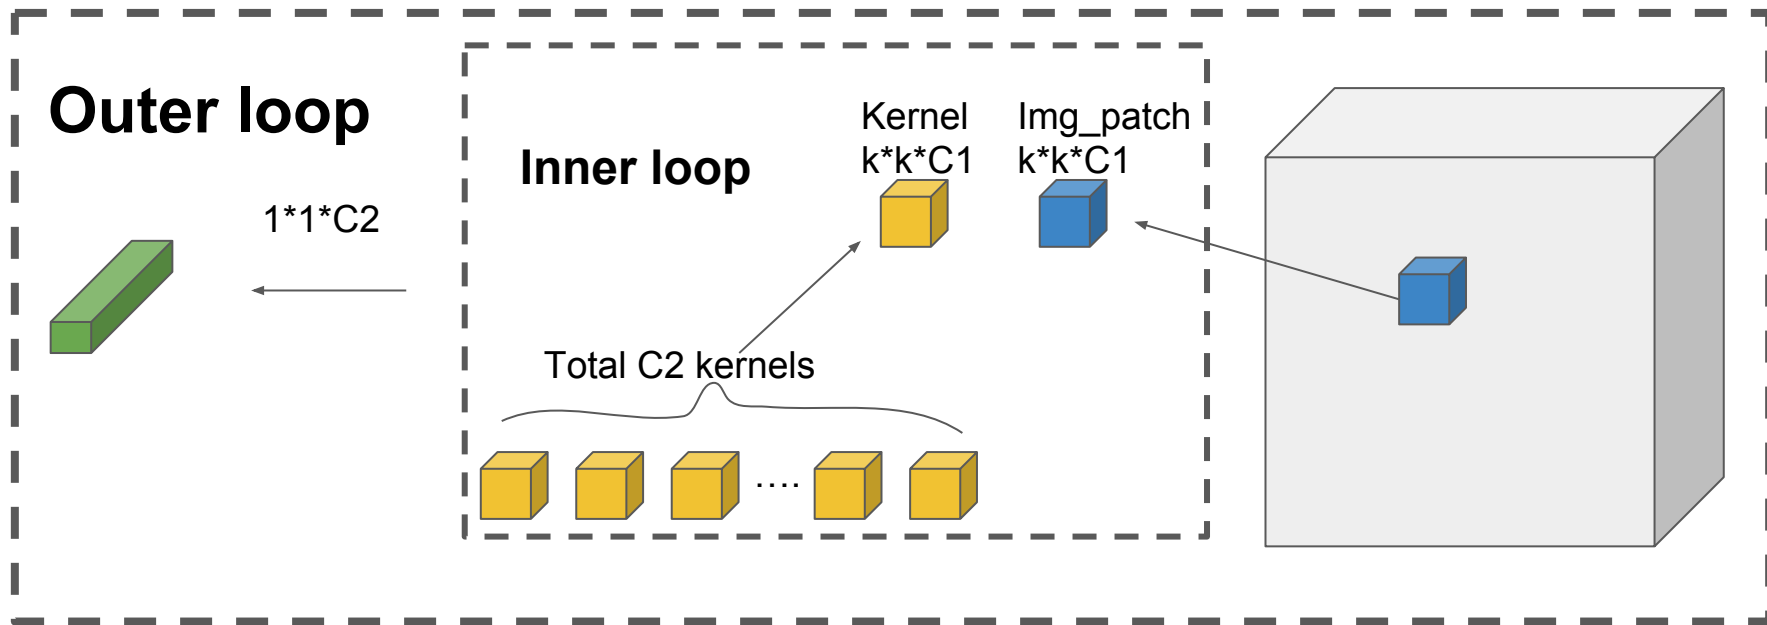 Outer loop
1*1*C2
Inner loop
Kernel
k*k*C1
Img_patch
k*k*C1
Total C2 kernels
....